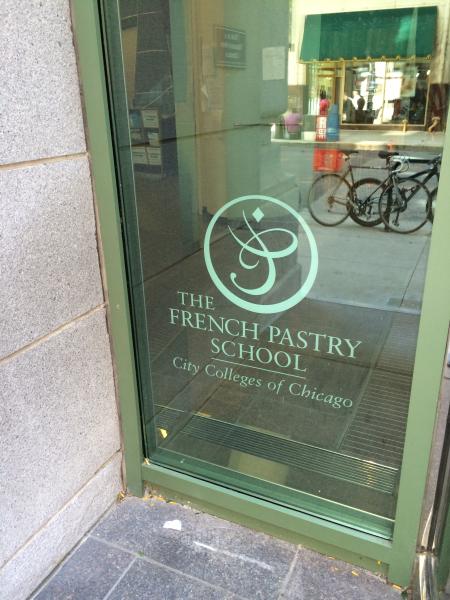 THE
FRENCH PASTRY
SCHOOL
City Colleges of Chicago